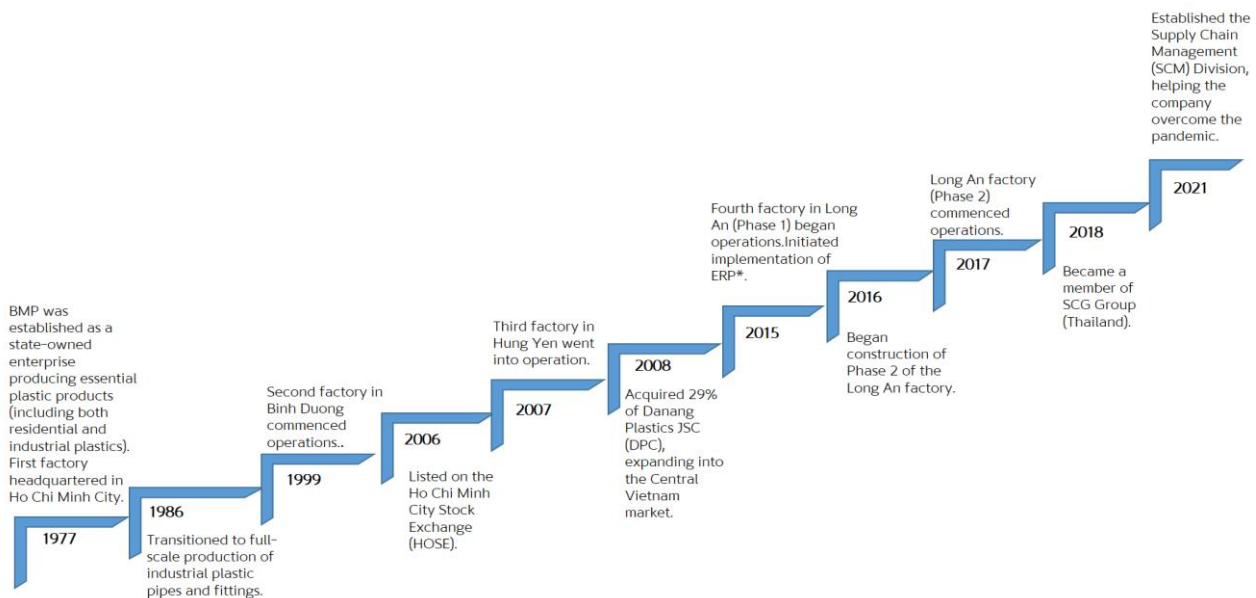 BMP was
established as a
state-owned
enterprise
producing essential
plastic products
(including both
residential and
industrial plastics).
First factory
headquartered in
Ho Chi Minh City.
1977
1986
Transitioned to full-
scale production of
industrial plastic
pipes and fittings.
Second factory in
Binh Duong
commenced
operations..
1999
2006
Listed on the
Ho Chi Minh
City Stock
Exchange
(HOSE).
Third factory in
Hung Yen went
into operation.
2007
2008
Acquired 29%
of Danang
Plastics JSC
(DPC),
expanding into
the Central
Vietnam
market.
Fourth factory in Long
An (Phase 1) began
operations.Initiated
implementation of
ERP*.
2015
2016
Began
construction of
Phase 2 of the
Long An factory.
Long An factory
(Phase 2)
commenced
operations.
2017
2018
Became a
member of
SCG Group
(Thailand).
Established the
Supply Chain
Management
(SCM) Division,
helping the
company
overcome the
pandemic.
2021